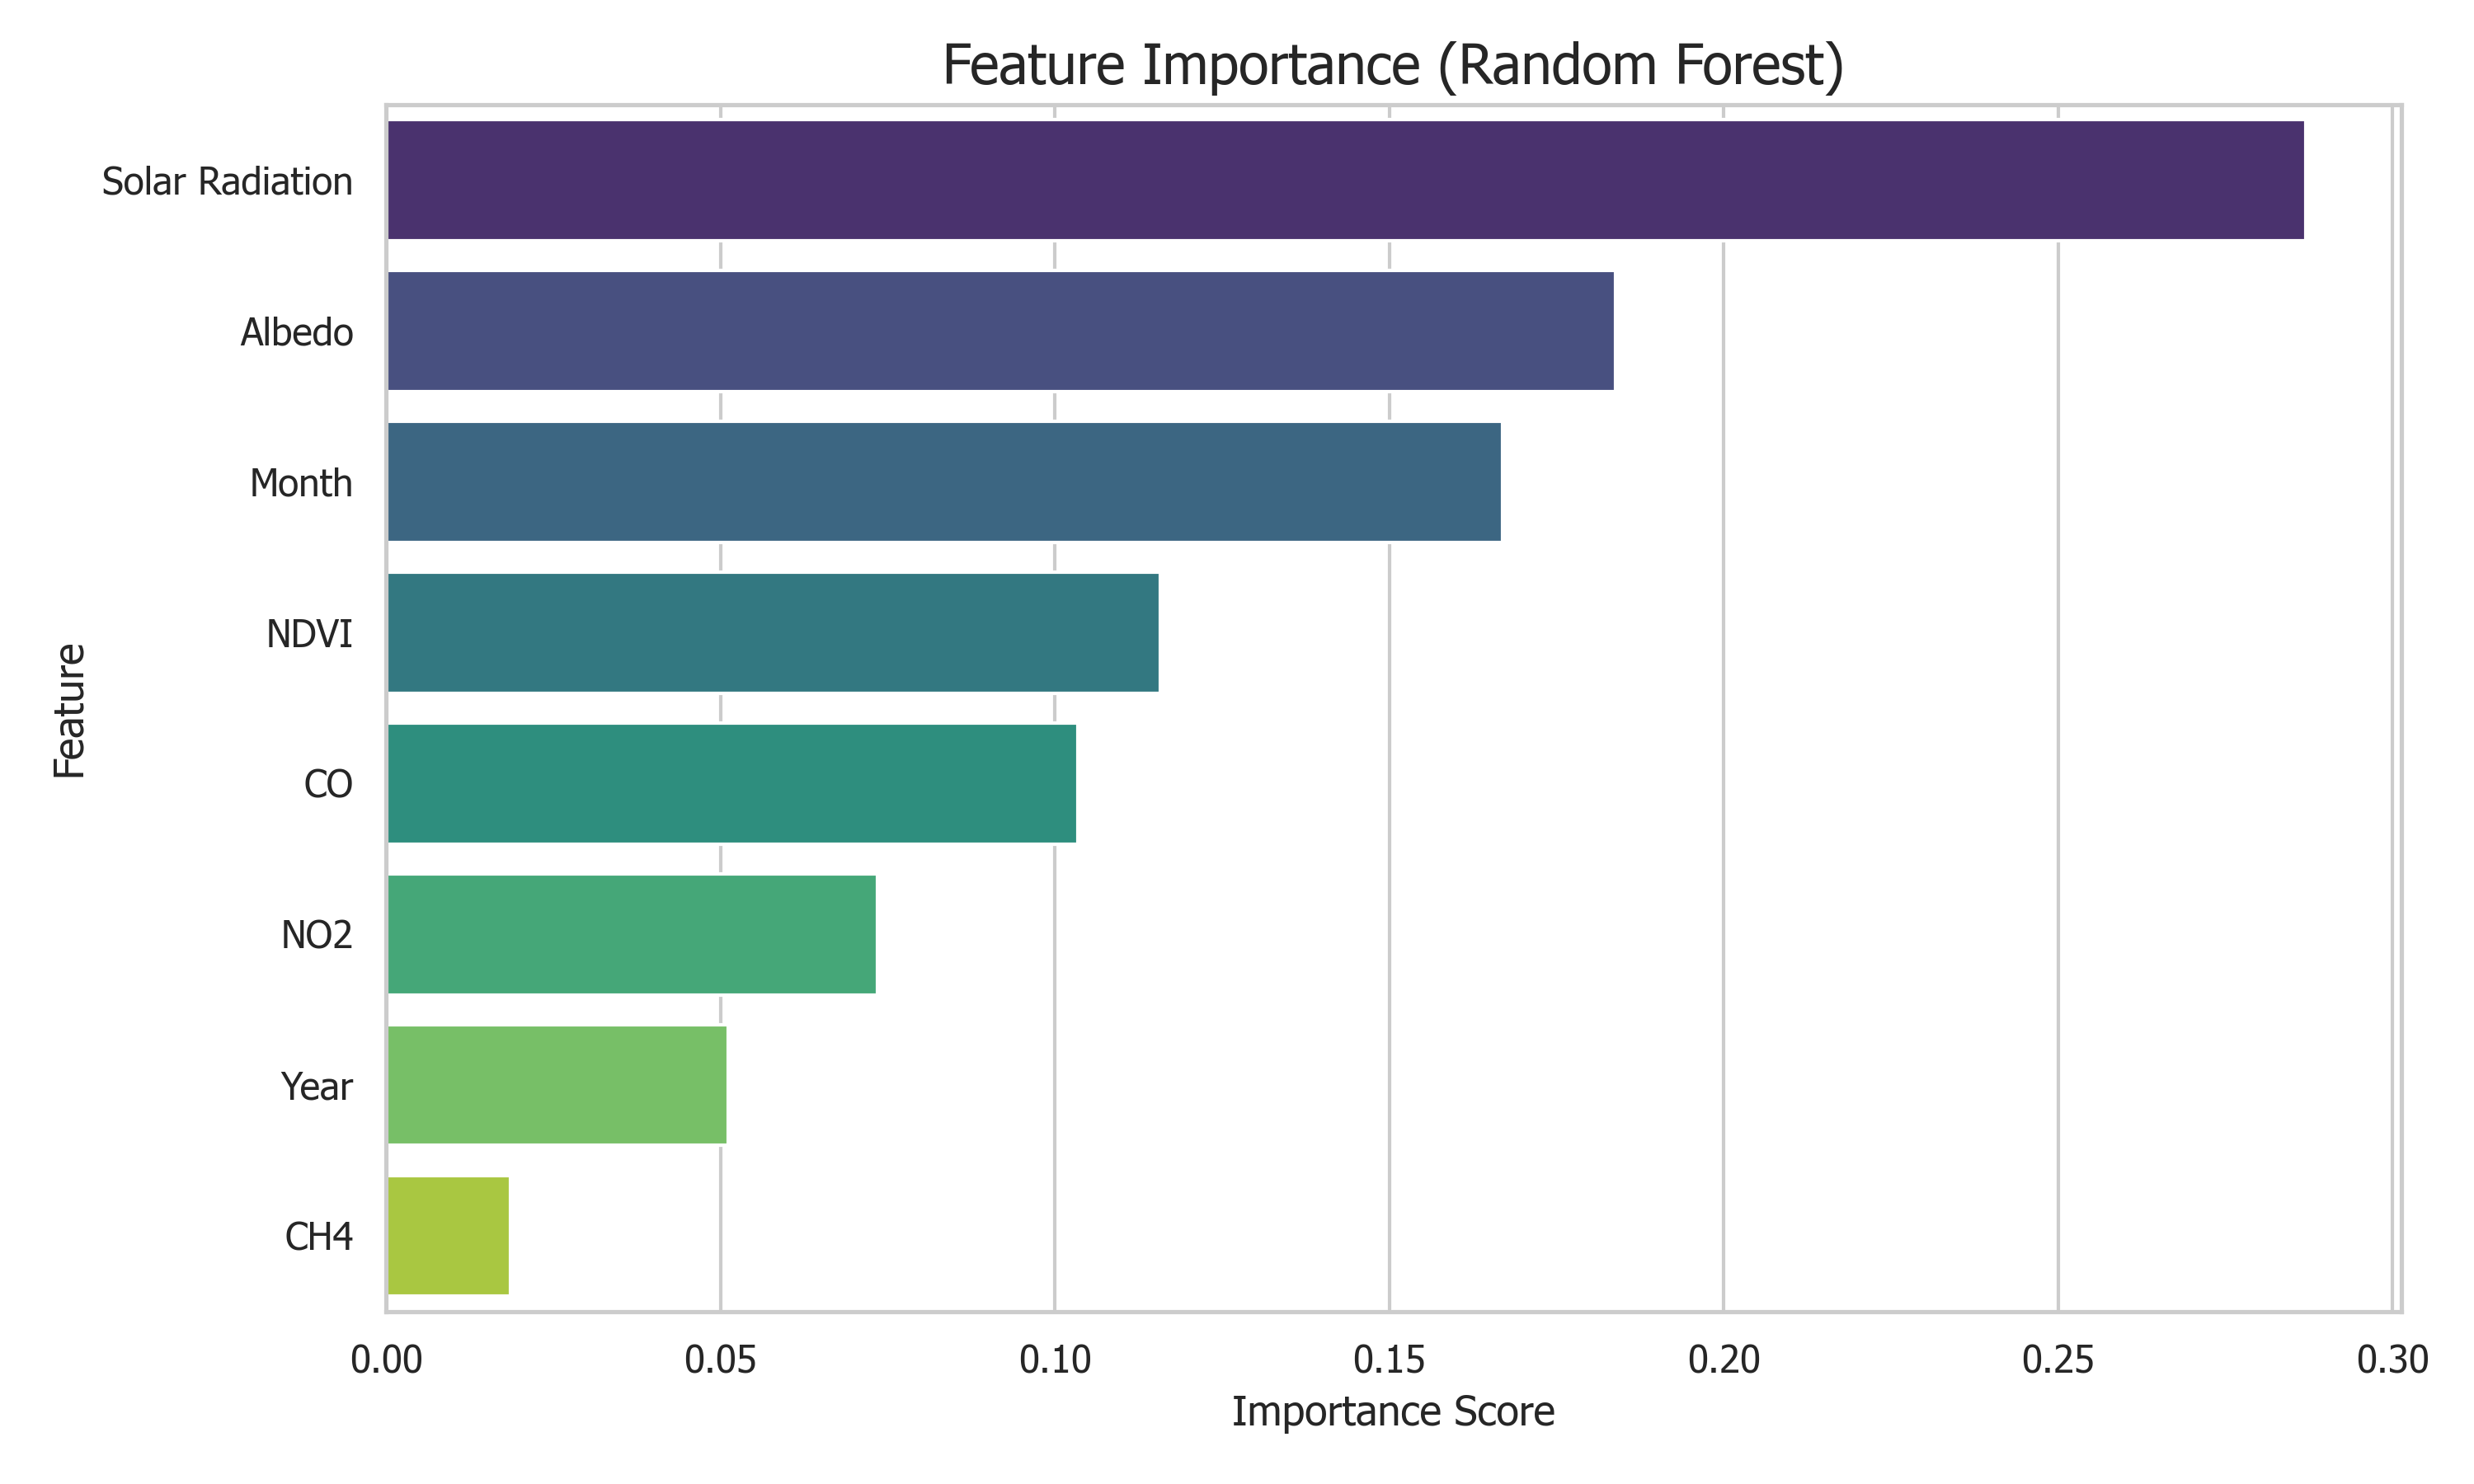 Feature Importance (Random Forest)
Solar Radiation
Albedo
Month
NDVI
CO
NO2
Year
CH4
Feature
0.00 0.05 0.10 0.15 0.20 0.25 0.30
Importance Score